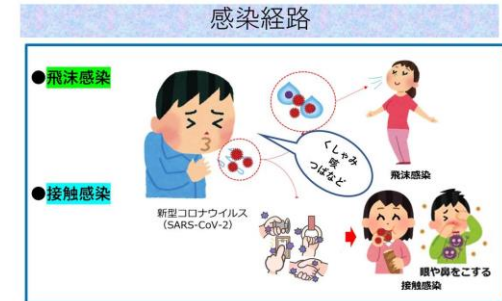 感染経路
●飛沫感染
くしゃみ
咳
つばなど
飛沫感染
●接触感染
新型コロナウイルス
(SARS-CoV-2)
眼や鼻をこする
接触感染